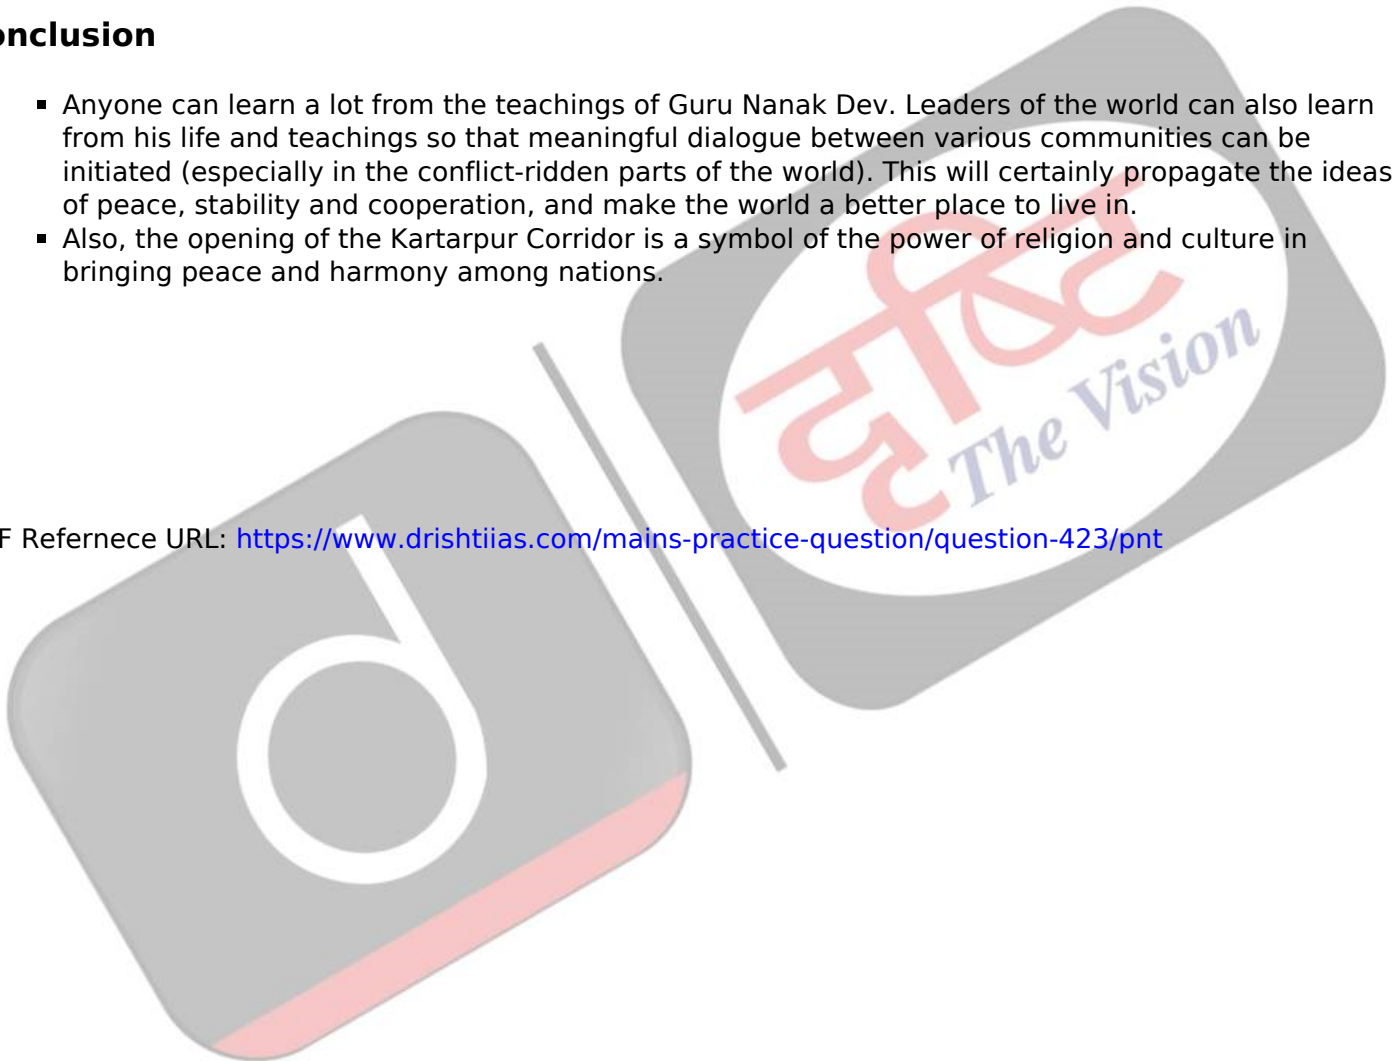 onclusion
▪ Anyone can learn a lot from the teachings of Guru Nanak Dev. Leaders of the world can also learn
from his life and teachings so that meaningful dialogue between various communities can be
initiated (especially in the conflict-ridden parts of the world). This will certainly propagate the ideas
of peace, stability and cooperation, and make the world a better place to live in.
▪ Also, the opening of the Kartarpur Corridor is a symbol of the power of religion and culture in
bringing peace and harmony among nations.
दृष्टि
The Vision
F Refernece URL: https://www.drishtiias.com/mains-practice-question/question-423/pnt
d